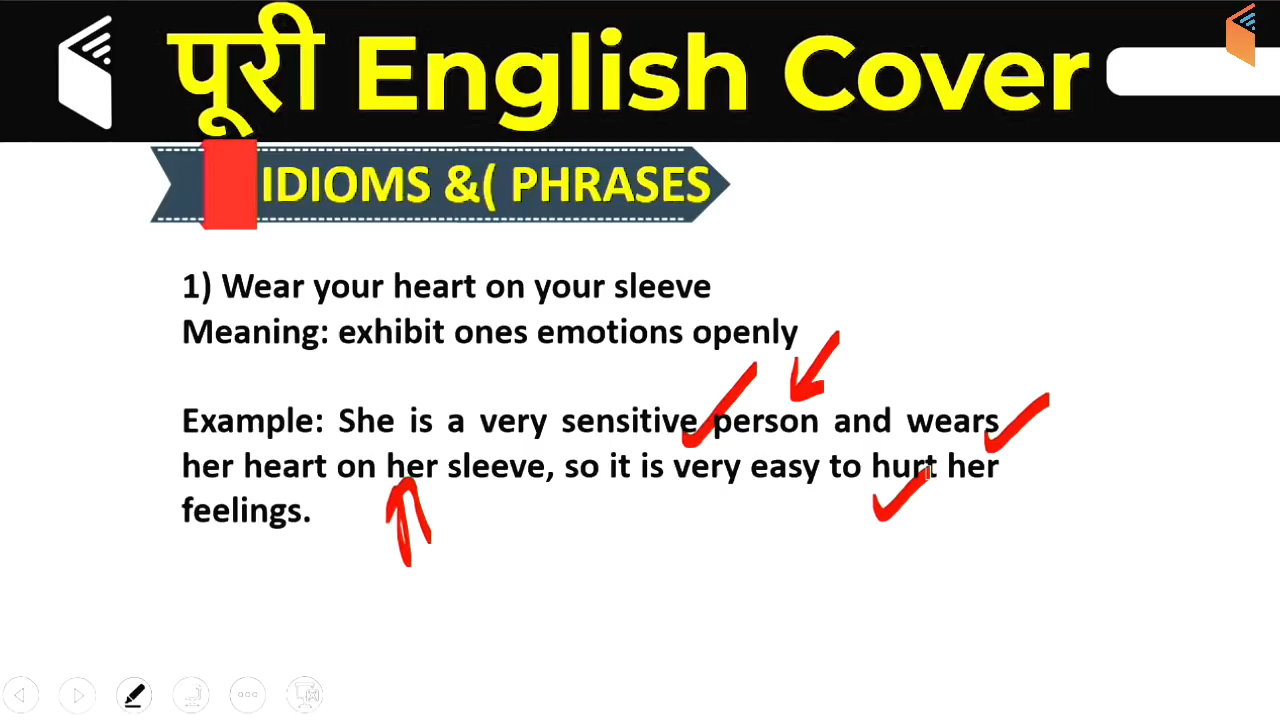 पूरी English Cover
IDIOMS &( PHRASES
1) Wear your heart on your sleeve
Meaning: exhibit ones emotions openly
Example: She is a very sensitive person and wears
her heart on her sleeve, so it is very easy to hurt her
feelings.